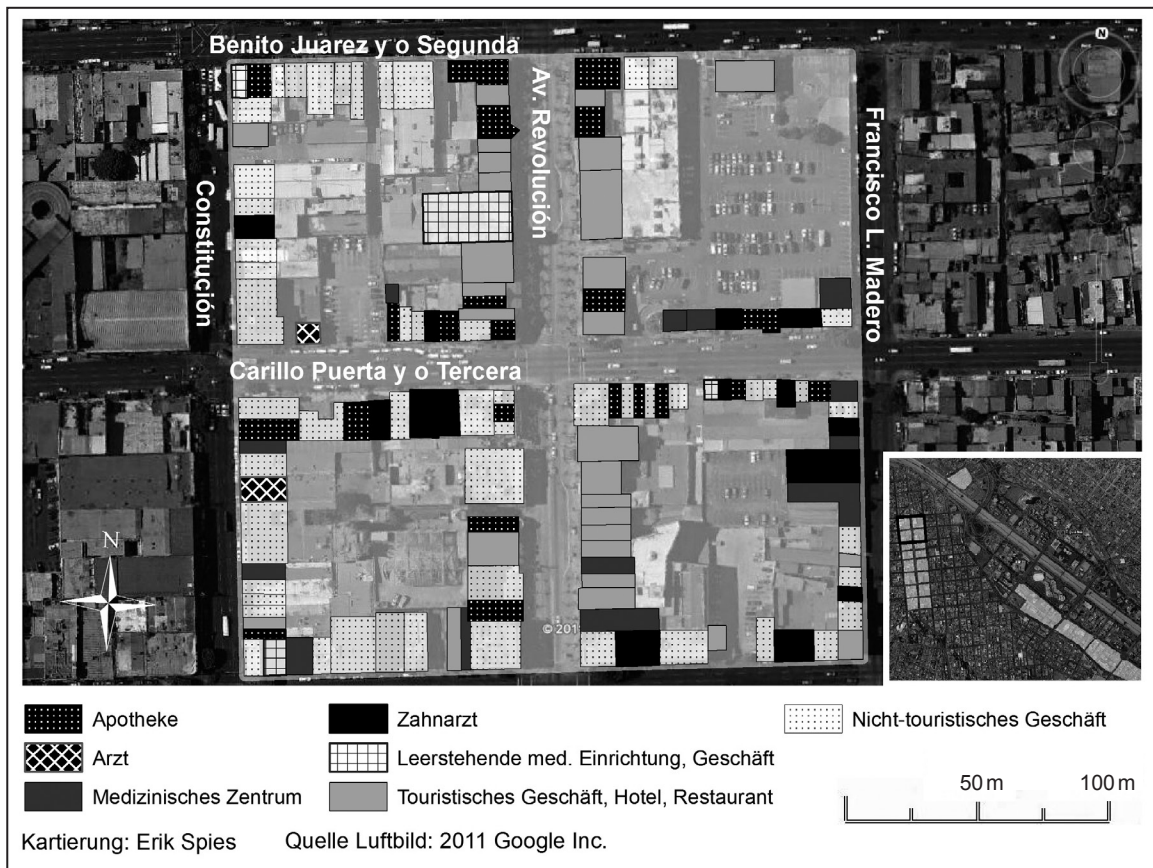 Benito Juarez y o Segunda
N
Av. Revolución
Francisco L. Madero
Constitución
Carillo Puerta y o Tercera
N
© 201
Apotheke
Zahnarzt
Nicht-touristisches Geschäft
Arzt
Leerstehende med. Einrichtung, Geschäft
Medizinisches Zentrum
Touristisches Geschäft, Hotel, Restaurant
50 m
100 m
Kartierung: Erik Spies
Quelle Luftbild: 2011 Google Inc.